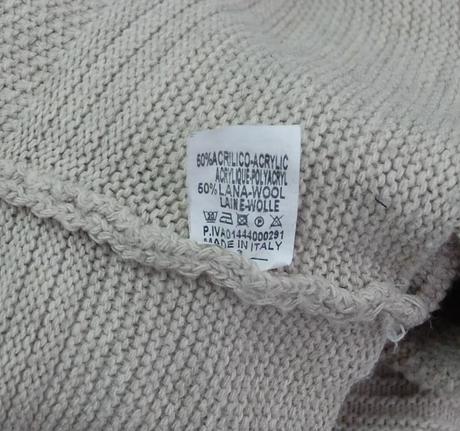 50%ACRILICO-ACRYLIC
ACRYLIQUE-POLYACRYL
50%LANA-WOOL
LAINE-WOLLE
P.IVA01444000291
MADE IN ITALY